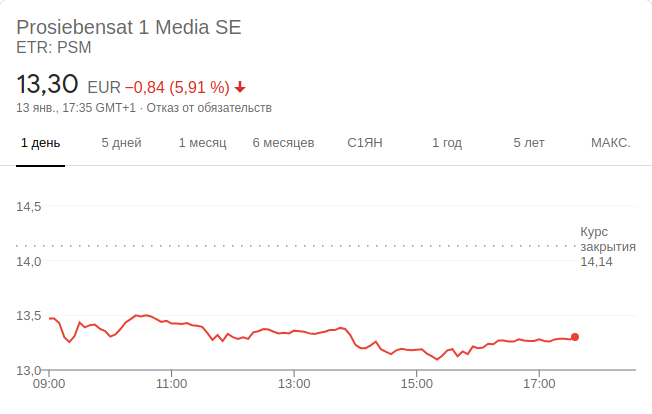 Prosiebensat 1 Media SE
ETR: PSM
13,30 EUR −0,84 (5,91 %) ↓
13 янв., 17:35 GMT+1 · Отказ от обязательств
1 день 5 дней 1 месяц 6 месяцев С1ЯН 1 год 5 лет МАКС.
14,5
Курс
закрытия
14,14
14,0
13,5
13,0
09:00 11:00 13:00 15:00 17:00